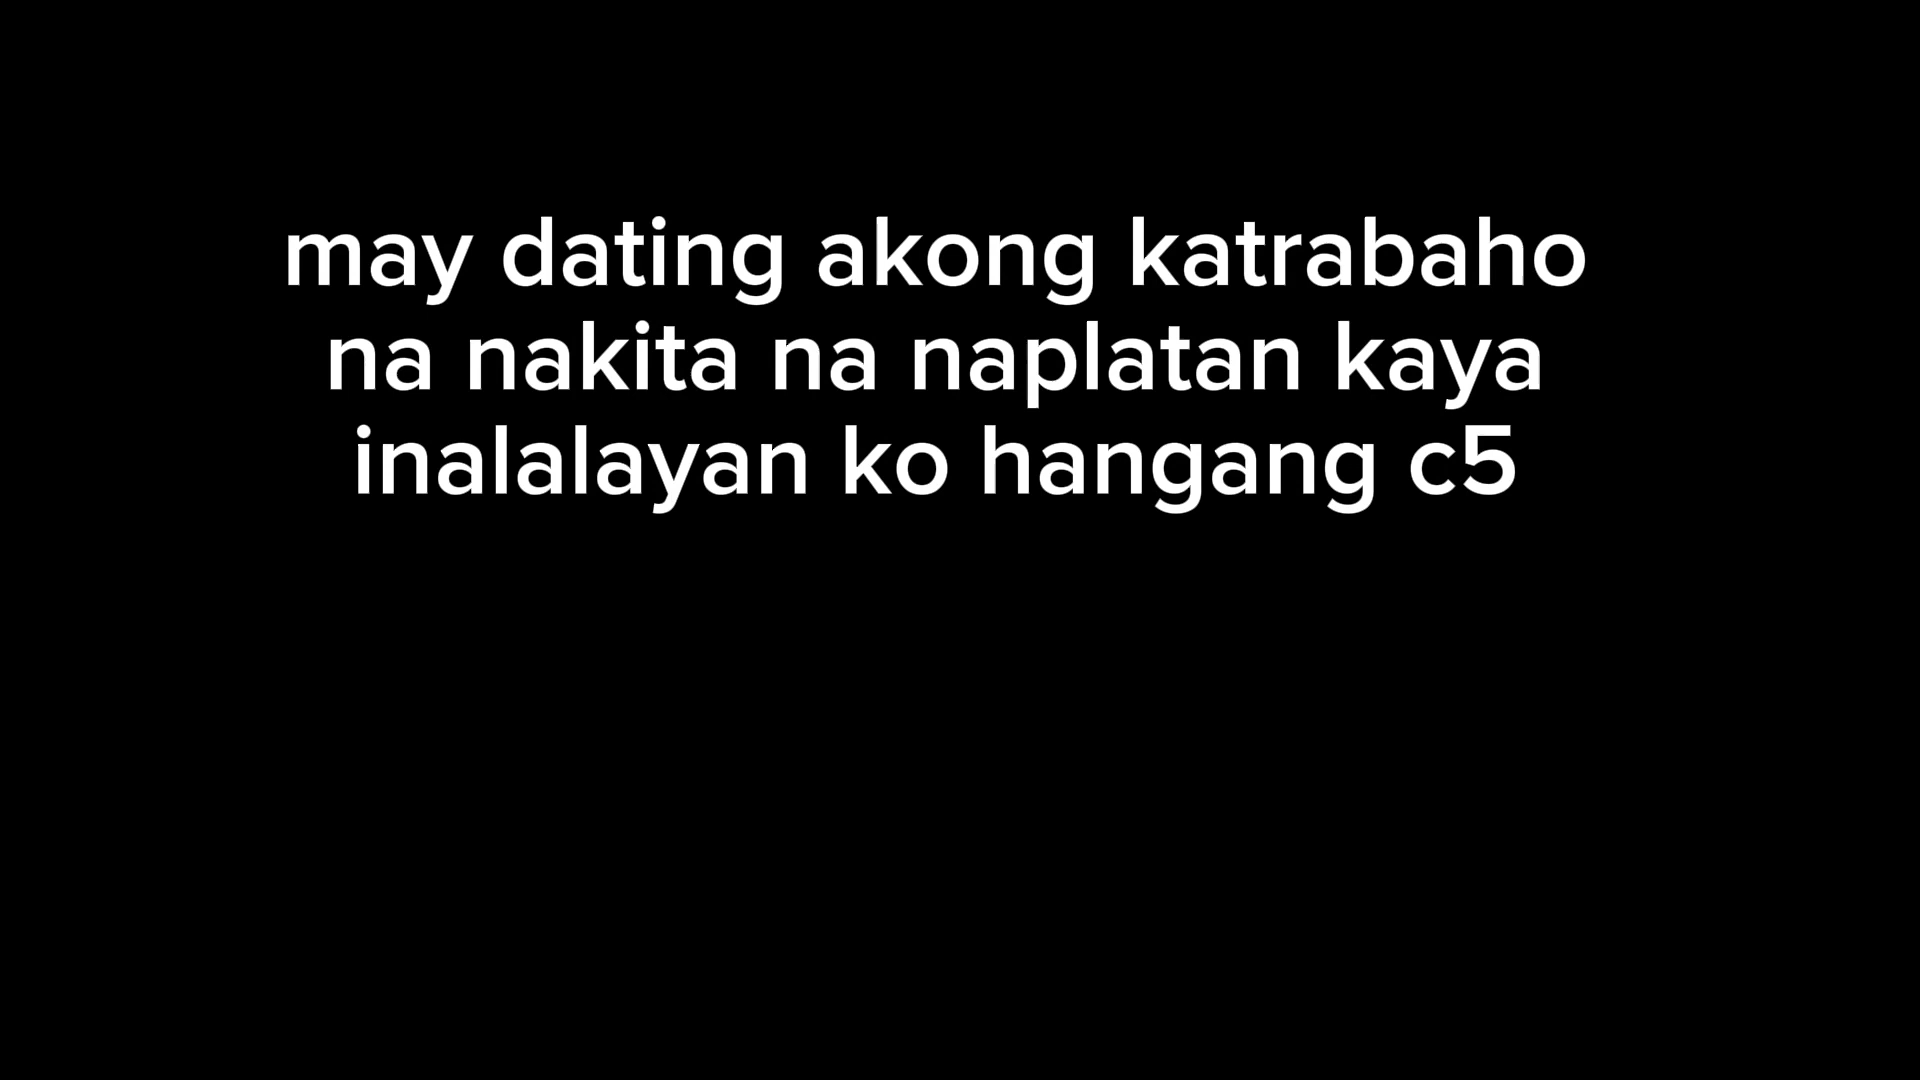 may dating akong katrabaho
na nakita na naplatan kaya
inalalayan ko hangang c5